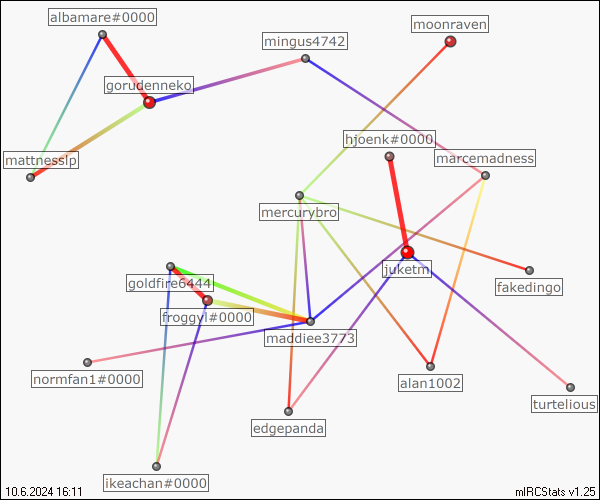 albamare#0000
moonraven
mingus4742
gorudenneko
hjoenk#0000
mattnesslp
marcemadness
mercurybro
juketm
goldfire6444
fakedingo
froggyl#0000
maddiee3773
normfan1#0000
alan1002
turtelious
edgepanda
ikeachan#0000
10.6.2024 16:11
mIRCStats v1.25